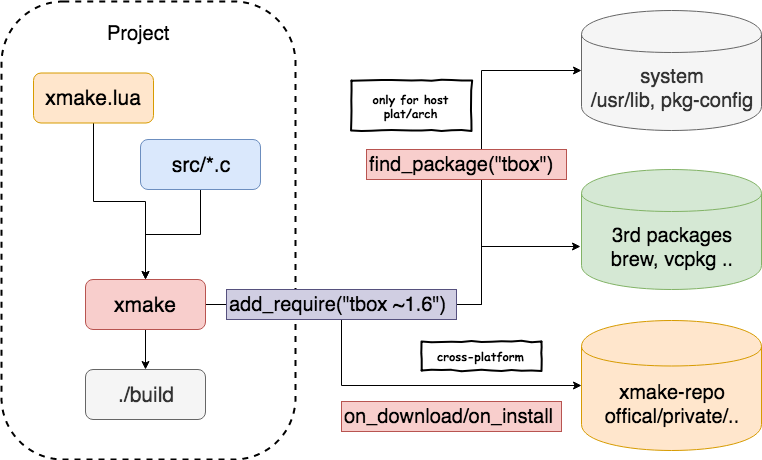 Project
xmake.lua
src/*.c
xmake
./build
add_require("tbox ~1.6")
only for host
plat/arch
find_package("tbox")
system
/usr/lib, pkg-config
3rd packages
brew, vcpkg ..
cross-platform
on_download/on_install
xmake-repo
offical/private/..